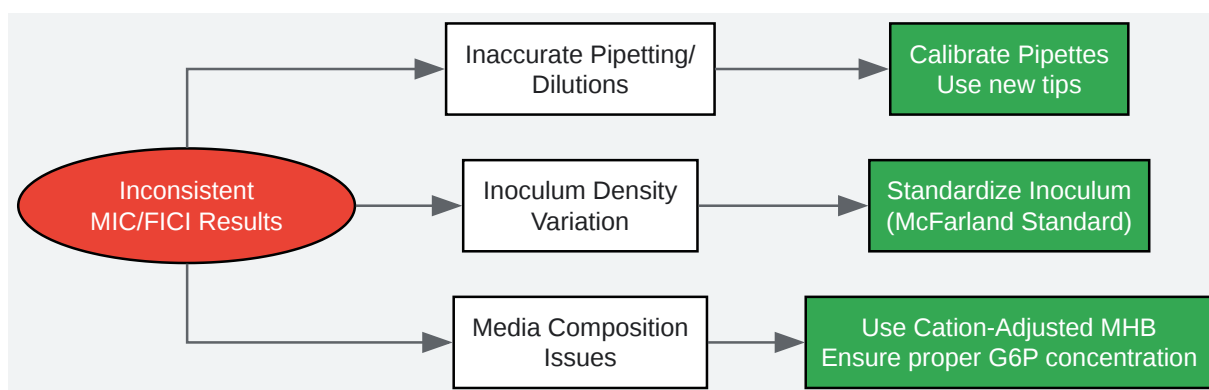 Inaccurate Pipetting/
Dilutions
Calibrate Pipettes
Use new tips
Inconsistent
MIC/FICI Results
Inoculum Density
Variation
Standardize Inoculum
(McFarland Standard)
Media Composition
Issues
Use Cation-Adjusted MHB
Ensure proper G6P concentration